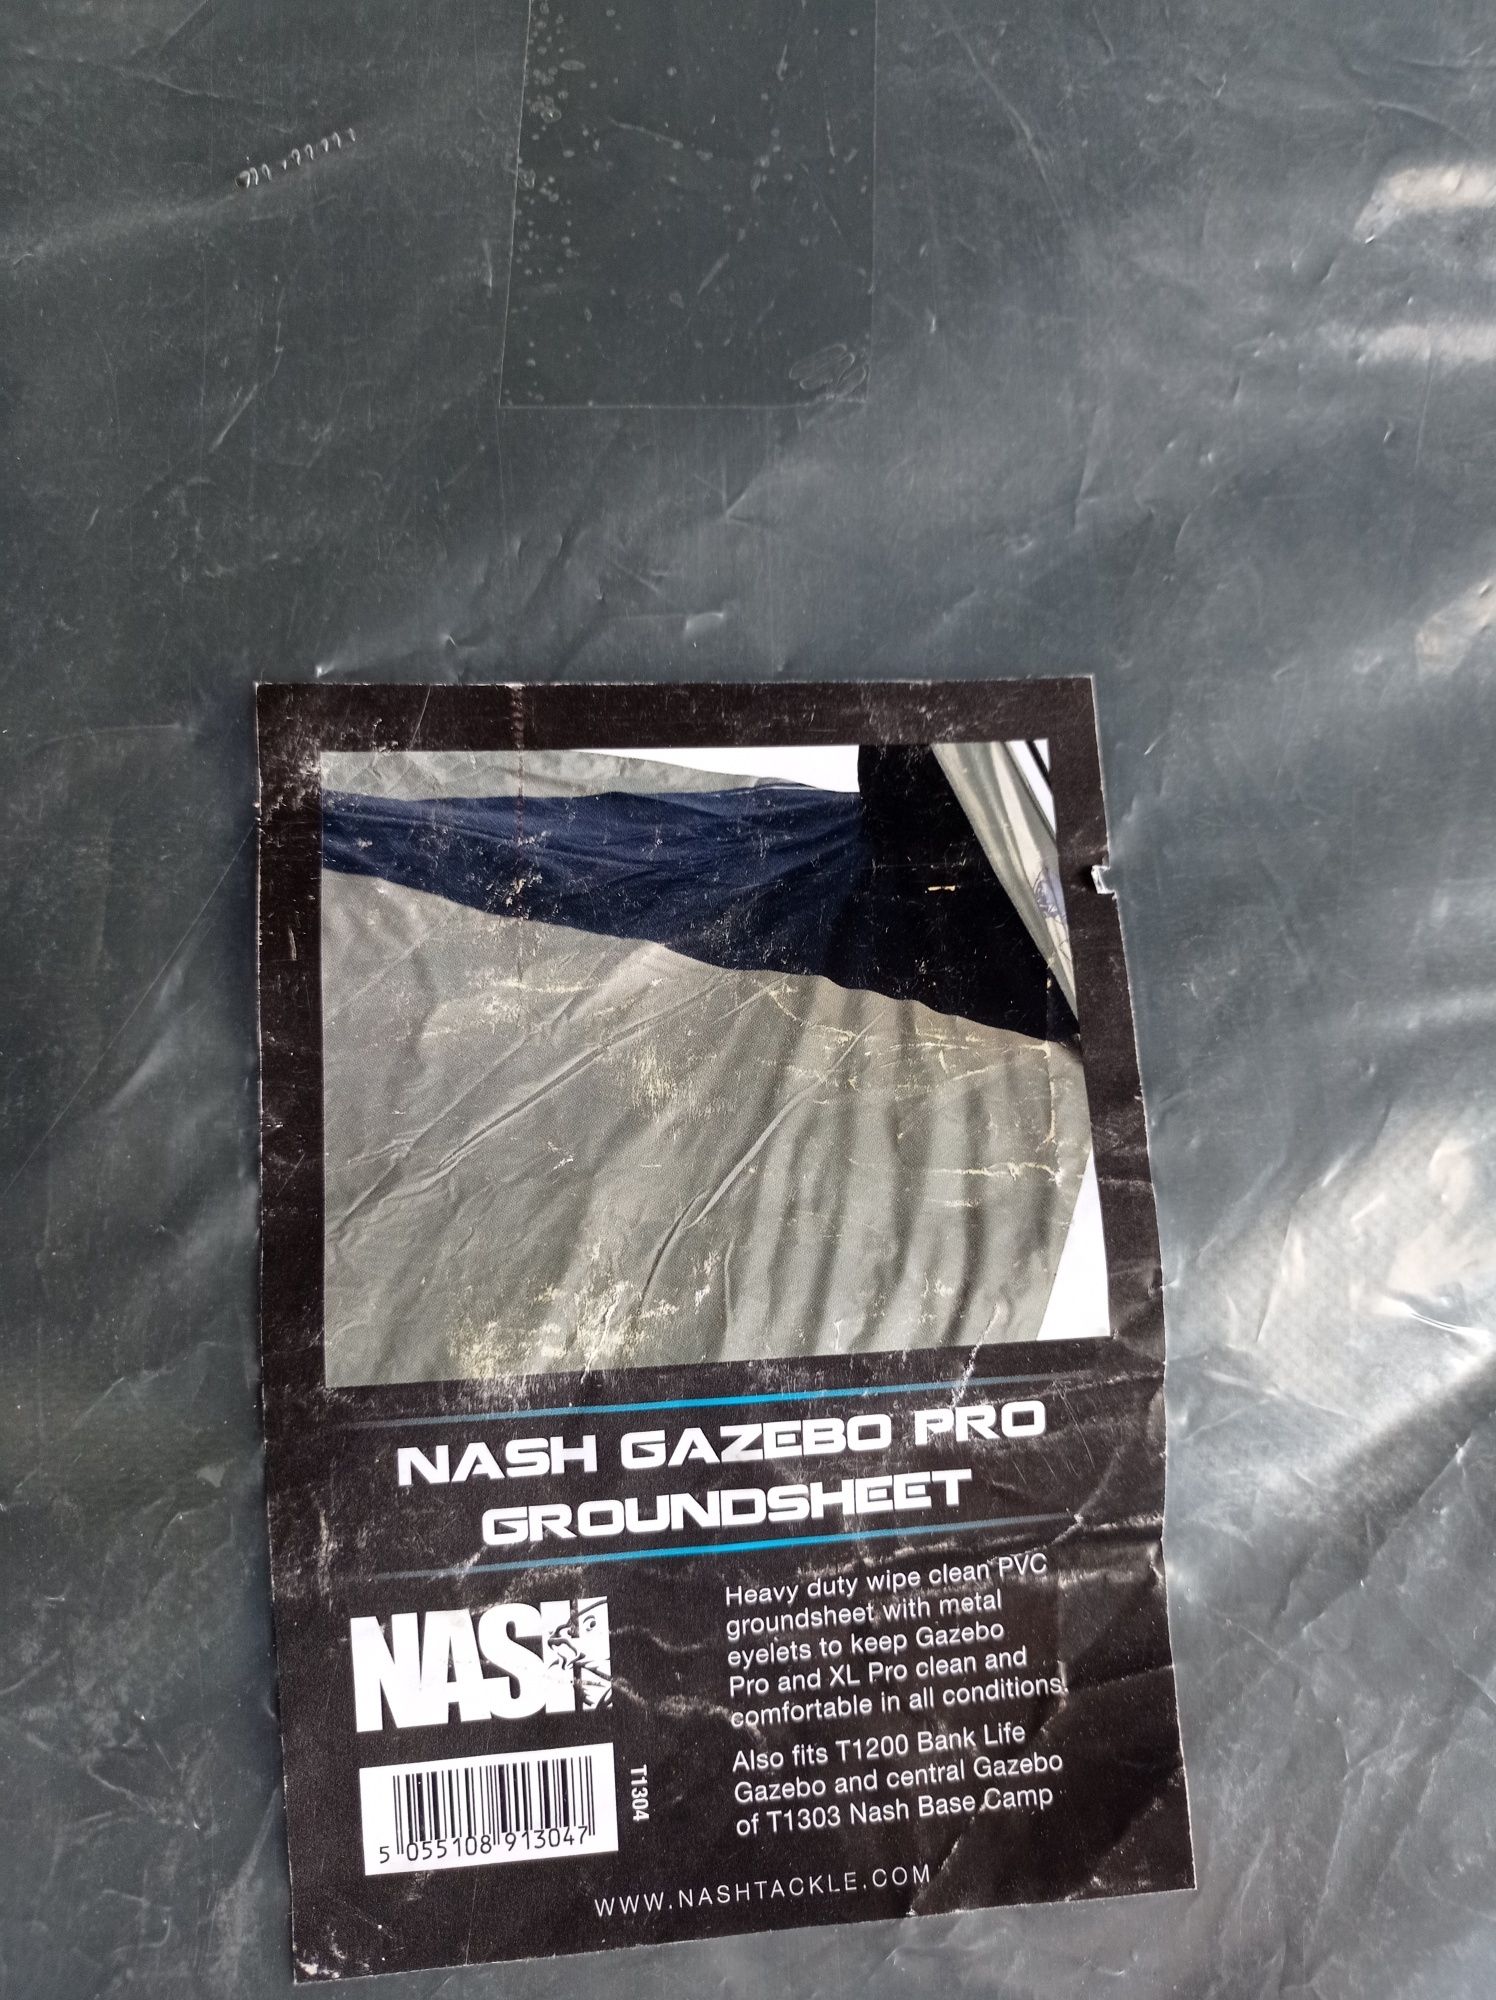 NASH GAZEBO PRO
GROUNDSHEET
NASH
Heavy duty wipe clean PVC
groundsheet with metal
eyelets to keep Gazebo
Pro and XL Pro clean and
comfortable in all conditions.
Also fits T1200 Bank Life
Gazebo and central Gazebo
of T1303 Nash Base Camp
T1304
5 055108 913047
WWW.NASHTACKLE.COM